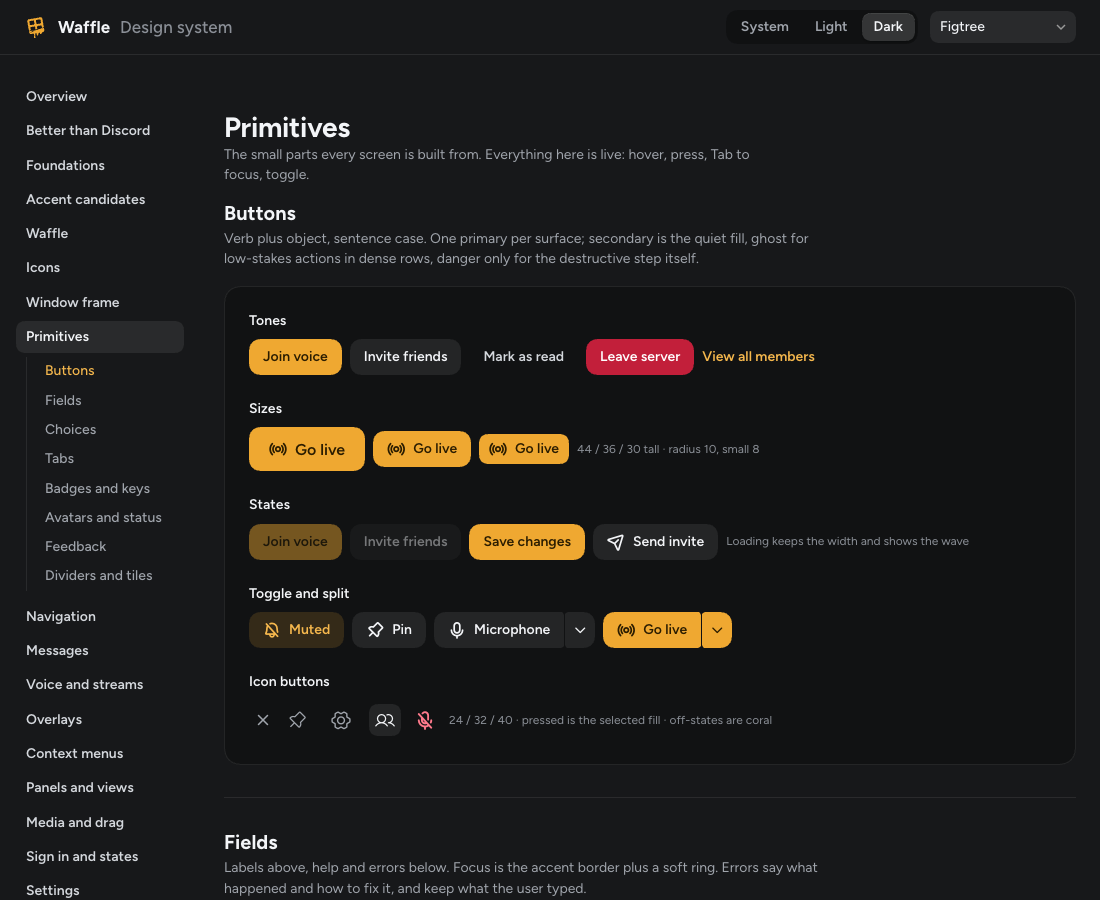 Waffle Design system
System Light Dark Figtree
Overview
Better than Discord
Foundations
Accent candidates
Waffle
Icons
Window frame
Primitives
Buttons
Fields
Choices
Tabs
Badges and keys
Avatars and status
Feedback
Dividers and tiles
Navigation
Messages
Voice and streams
Overlays
Context menus
Panels and views
Media and drag
Sign in and states
Settings
Primitives
The small parts every screen is built from. Everything here is live: hover, press, Tab to
focus, toggle.
Buttons
Verb plus object, sentence case. One primary per surface; secondary is the quiet fill, ghost for
low-stakes actions in dense rows, danger only for the destructive step itself.
Tones
Join voice Invite friends Mark as read Leave server View all members
Sizes
Go live Go live Go live 44 / 36 / 30 tall · radius 10, small 8
States
Join voice Invite friends Save changes Send invite Loading keeps the width and shows the wave
Toggle and split
Muted Pin Microphone Go live
Icon buttons
24 / 32 / 40 · pressed is the selected fill · off-states are coral
Fields
Labels above, help and errors below. Focus is the accent border plus a soft ring. Errors say what
happened and how to fix it, and keep what the user typed.